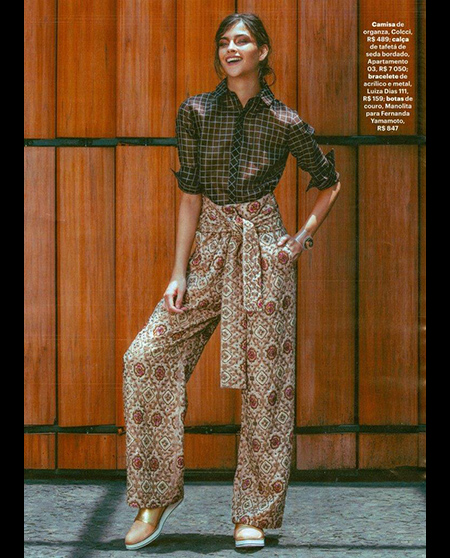 Camisa de
organza, Colcci,
R$ 489; calça
de tafetá de
seda bordado,
Apartamento
03, R$ 7 050;
bracelete de
acrílico e metal,
Luiza Dias 111,
R$ 159; botas de
couro, Manolita
para Fernanda
Yamamoto,
R$ 847